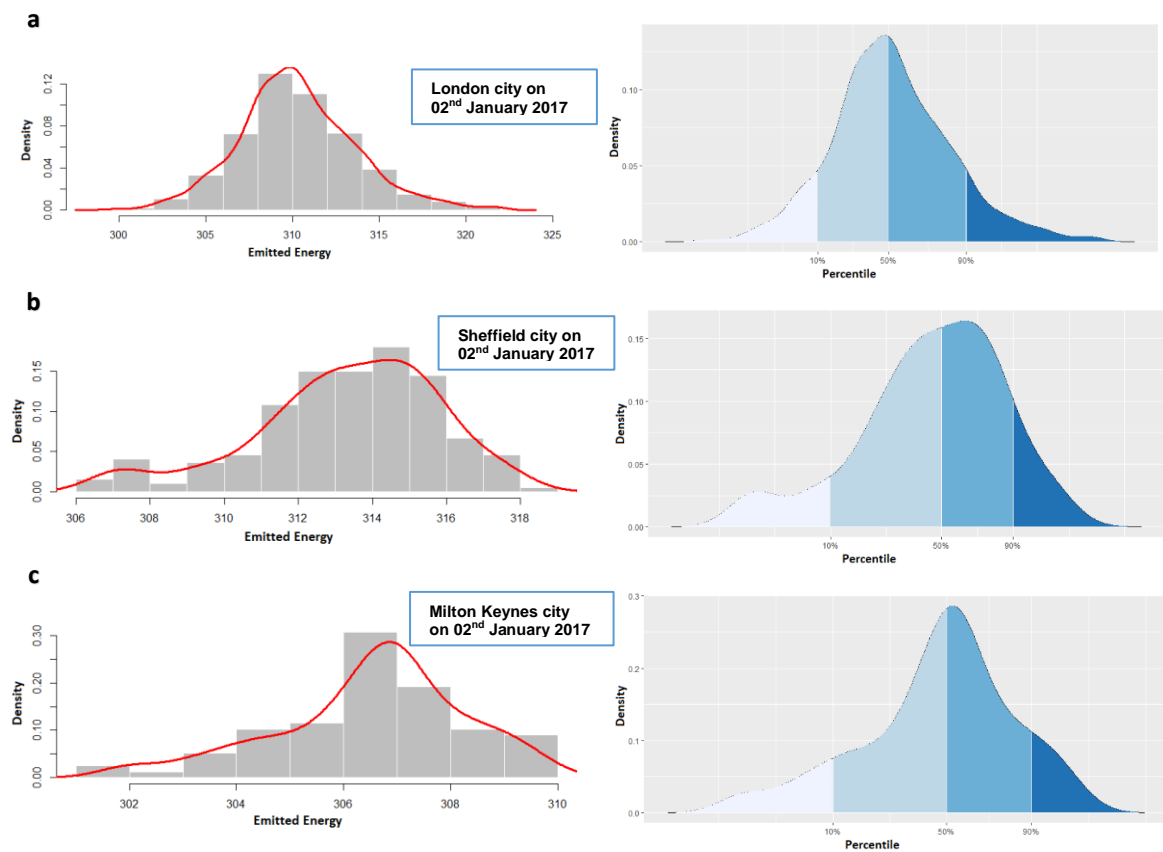 a
London city on
02nd January 2017
Density
0.00 0.04 0.08 0.12
300 305 310 315 320 325
Emitted Energy
Density
0.10
0.05
0.00
10% 50% 90%
Percentile
b
Sheffield city on
02nd January 2017
Density
0.00 0.05 0.10 0.15
306 308 310 312 314 316 318
Emitted Energy
Density
0.15
0.10
0.05
0.00
10% 50% 90%
Percentile
c
Milton Keynes city
on 02nd January 2017
Density
0.00 0.10 0.20 0.30
302 304 306 308 310
Emitted Energy
Density
0.3
0.2
0.1
0.0
10% 50% 90%
Percentile